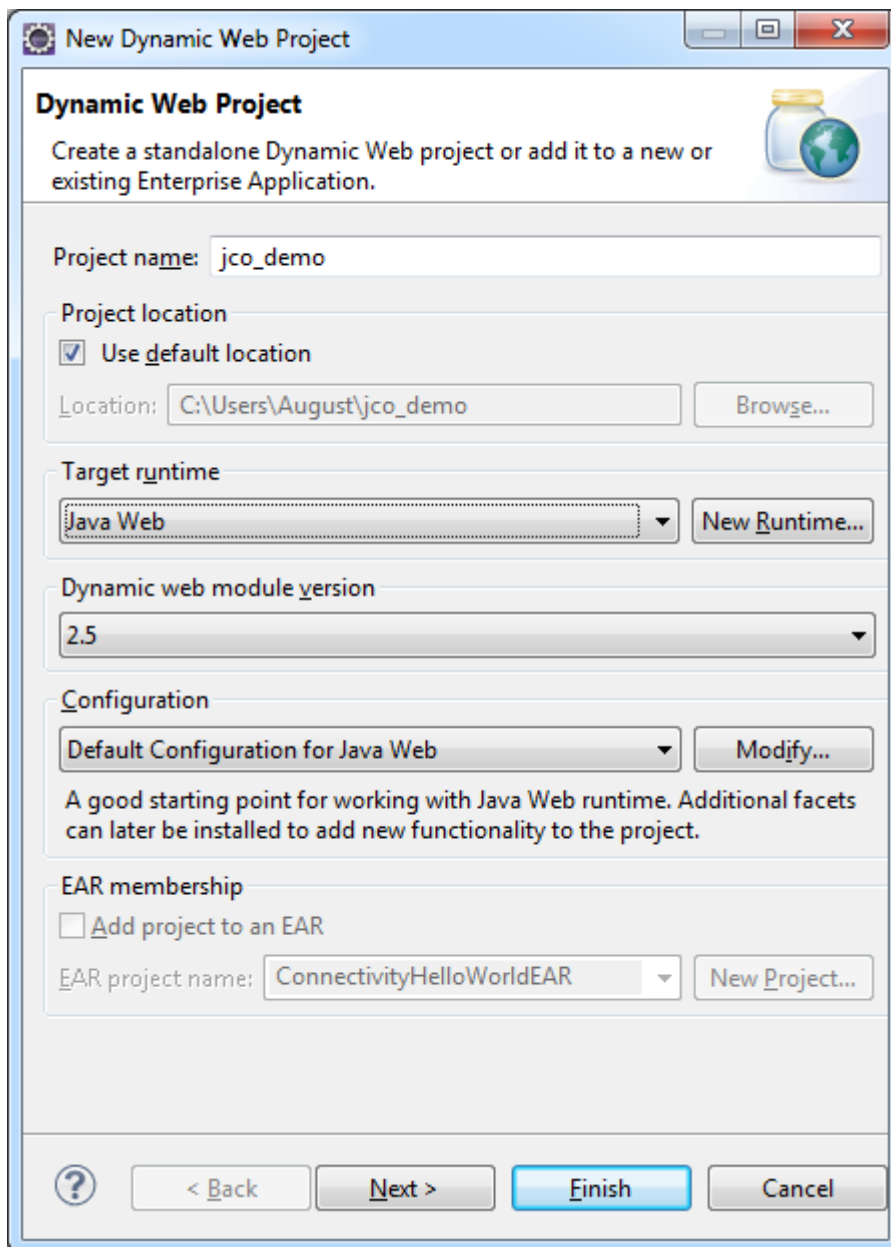 New Dynamic Web Project
Dynamic Web Project
Create a standalone Dynamic Web project or add it to a new or
existing Enterprise Application.
Project name: jco_demo
Project location
Use default location
Location: C:\Users\August\jco_demo Browse...
Target runtime
Java Web New Runtime...
Dynamic web module version
2.5
Configuration
Default Configuration for Java Web Modify...
A good starting point for working with Java Web runtime. Additional facets
can later be installed to add new functionality to the project.
EAR membership
Add project to an EAR
EAR project name: ConnectivityHelloWorldEAR New Project...
? < Back Next > Finish Cancel